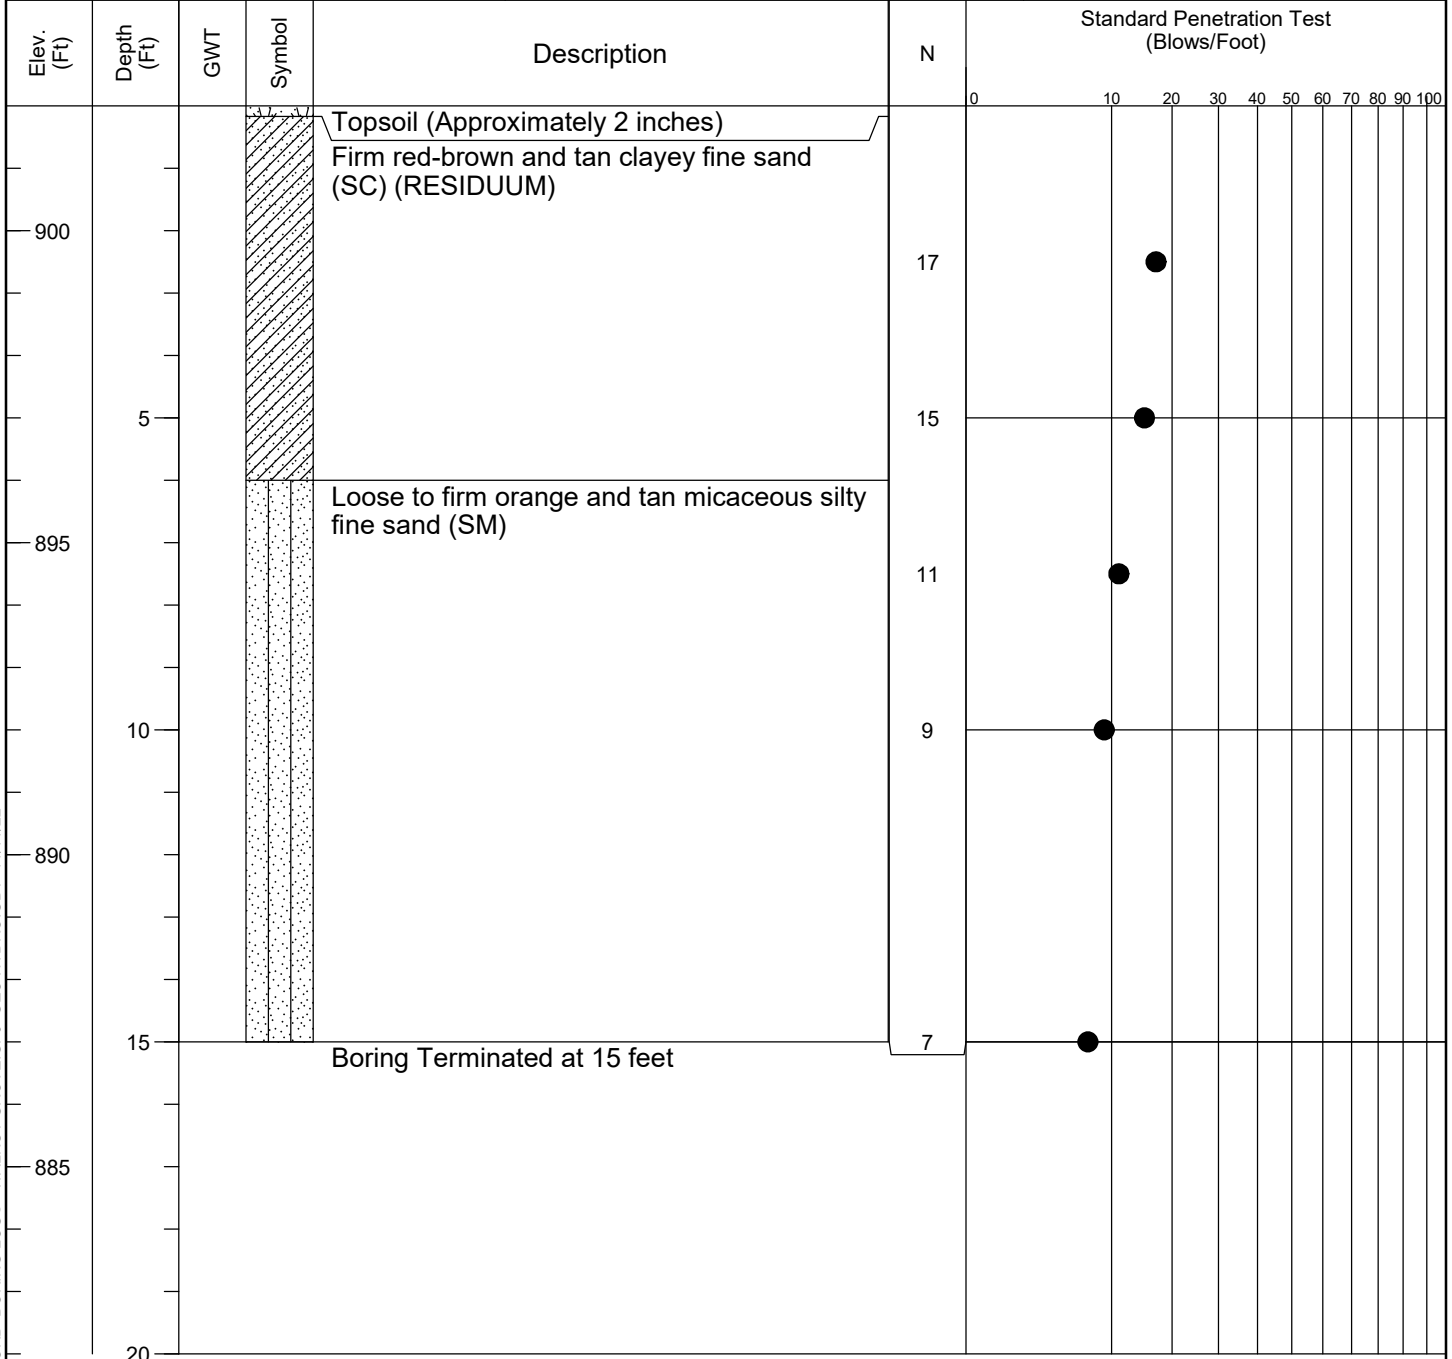 Elev.
(Ft)
Depth
(Ft)
GWT
Symbol
Description
N
Standard Penetration Test
(Blows/Foot)
0 10 20 30 40 50 60 70 80 90 100
Topsoil (Approximately 2 inches)
Firm red-brown and tan clayey fine sand
(SC) (RESIDUUM)
900
17
5
15
Loose to firm orange and tan micaceous silty
fine sand (SM)
895
11
10
9
890
15
7
Boring Terminated at 15 feet
885
20